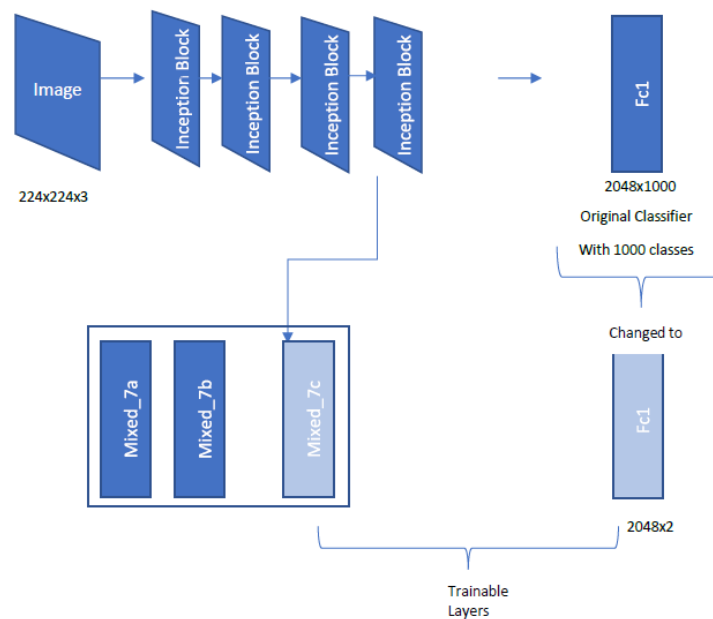 Image
Inception Block
Inception Block
Inception Block
Inception Block
Fc1
224x224x3
2048x1000
Original Classifier
With 1000 classes
Changed to
Mixed_7a
Mixed_7b
Mixed_7c
Fc1
2048x2
Trainable
Layers